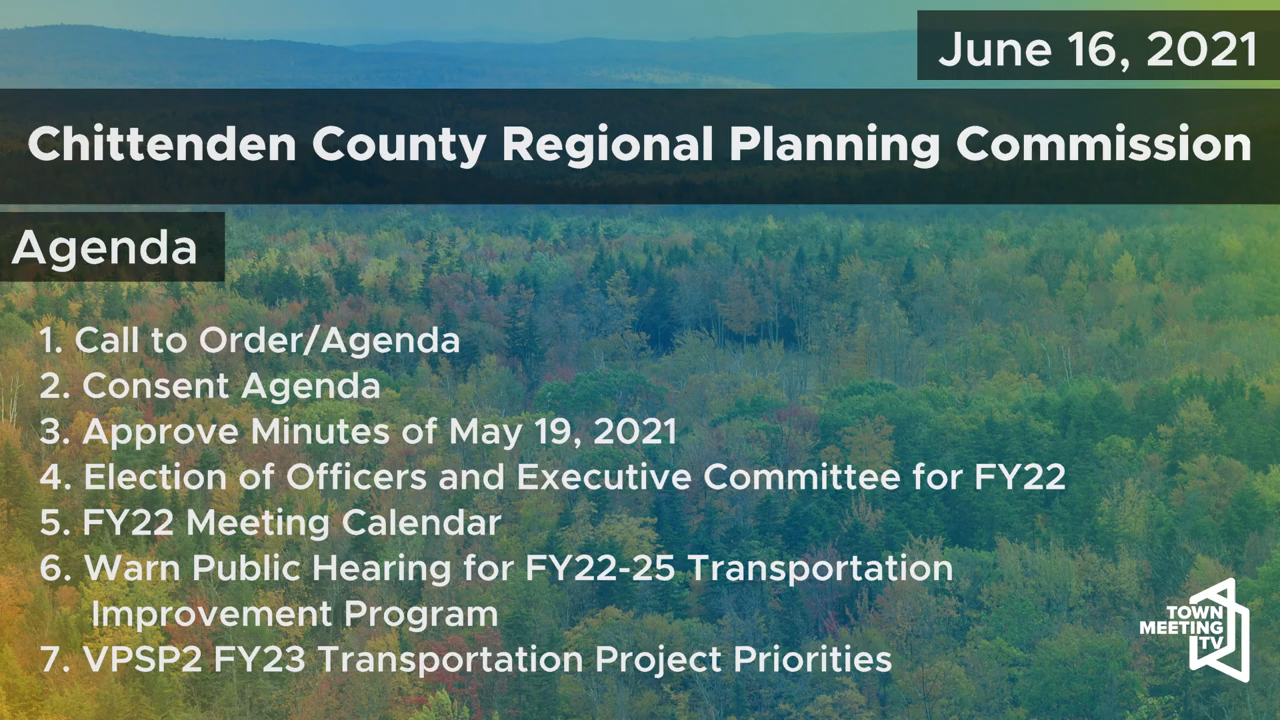 June 16, 2021
Chittenden County Regional Planning Commission
Agenda
1. Call to Order/Agenda
2. Consent Agenda
3. Approve Minutes of May 19, 2021
4. Election of Officers and Executive Committee for FY22
5. FY22 Meeting Calendar
6. Warn Public Hearing for FY22-25 Transportation
Improvement Program
7. VPSP2 FY23 Transportation Project Priorities
TOWN
MEETING
TV